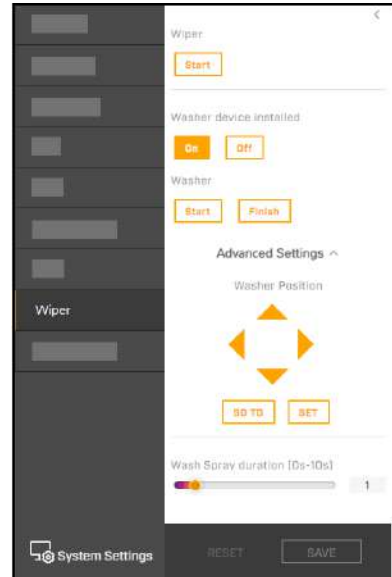 Wiper
Start
Washer device installed
On Off
Washer
Start Finish
Advanced Settings
Washer Position
Wiper
GO TO SET
Wash Spray duration [0s-10s]
1
System Settings
RESET SAVE